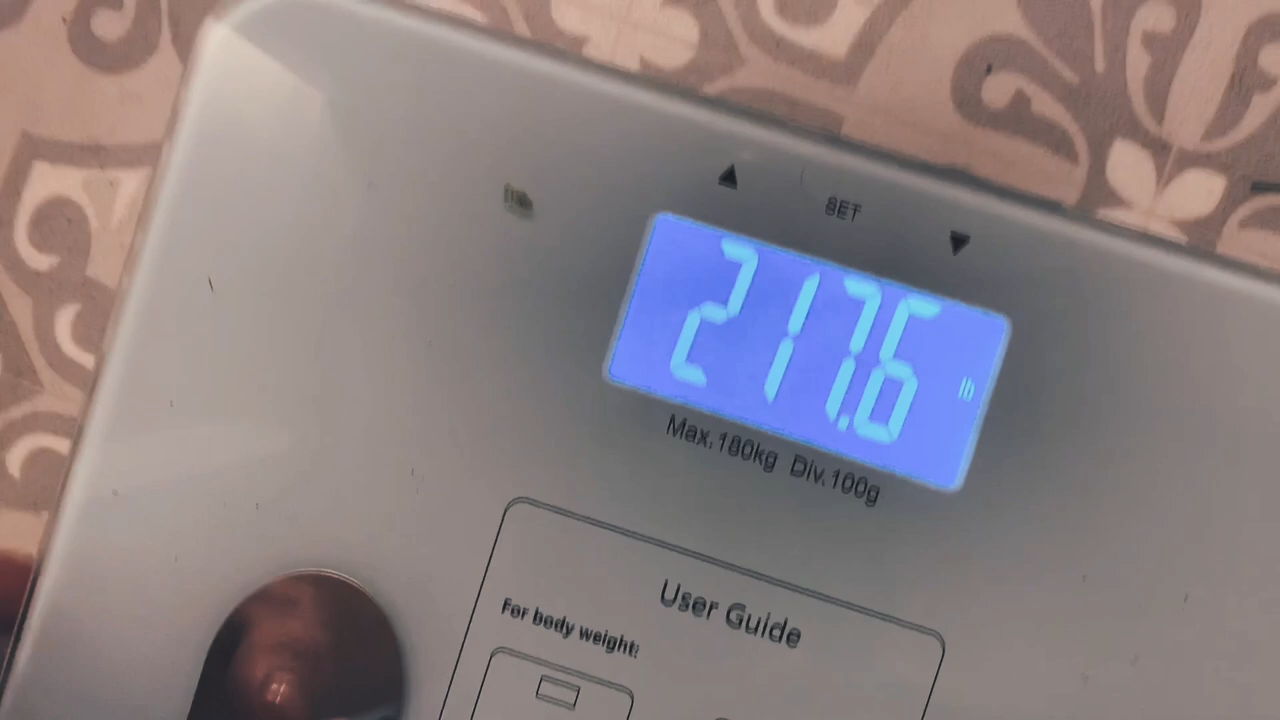 ▲ SET ▼
217.6 lb
Max.180kg Div.100g
User Guide
For body weight: